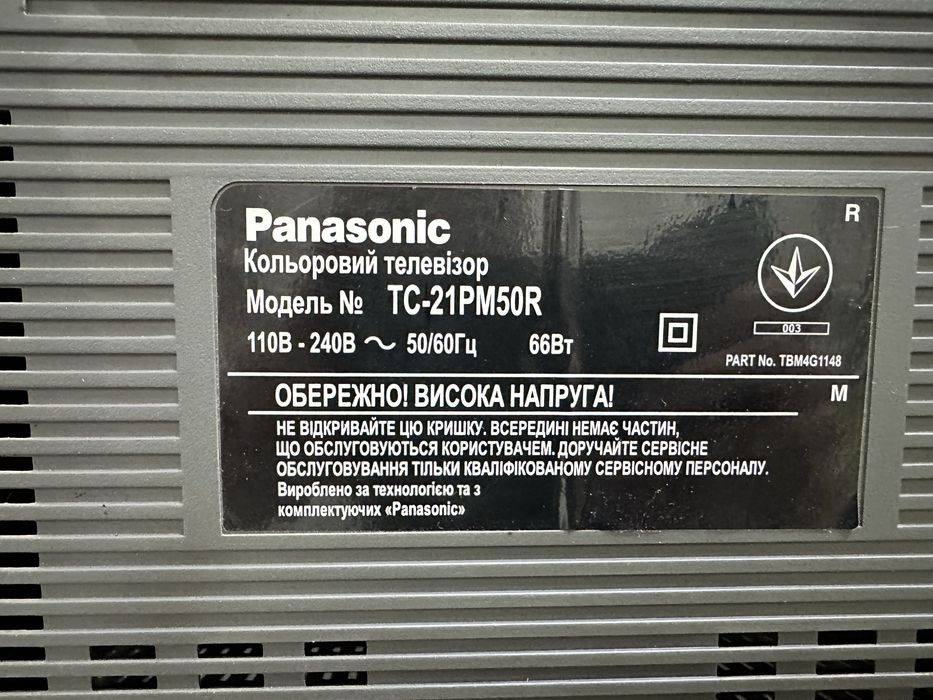 Panasonic
R
Кольоровий телевізор
Модель № TC-21PM50R
003
110В - 240В ~ 50/60Гц 66Вт
PART No. TBM4G1148
ОБЕРЕЖНО! ВИСОКА НАПРУГА!
M
НЕ ВІДКРИВАЙТЕ ЦЮ КРИШКУ. ВСЕРЕДИНІ НЕМАЄ ЧАСТИН,
ЩО ОБСЛУГОВУЮТЬСЯ КОРИСТУВАЧЕМ. ДОРУЧАЙТЕ СЕРВІСНЕ
ОБСЛУГОВУВАННЯ ТІЛЬКИ КВАЛІФІКОВАНОМУ СЕРВІСНОМУ ПЕРСОНАЛУ.
Вироблено за технологією та з
комплектуючих «Panasonic»